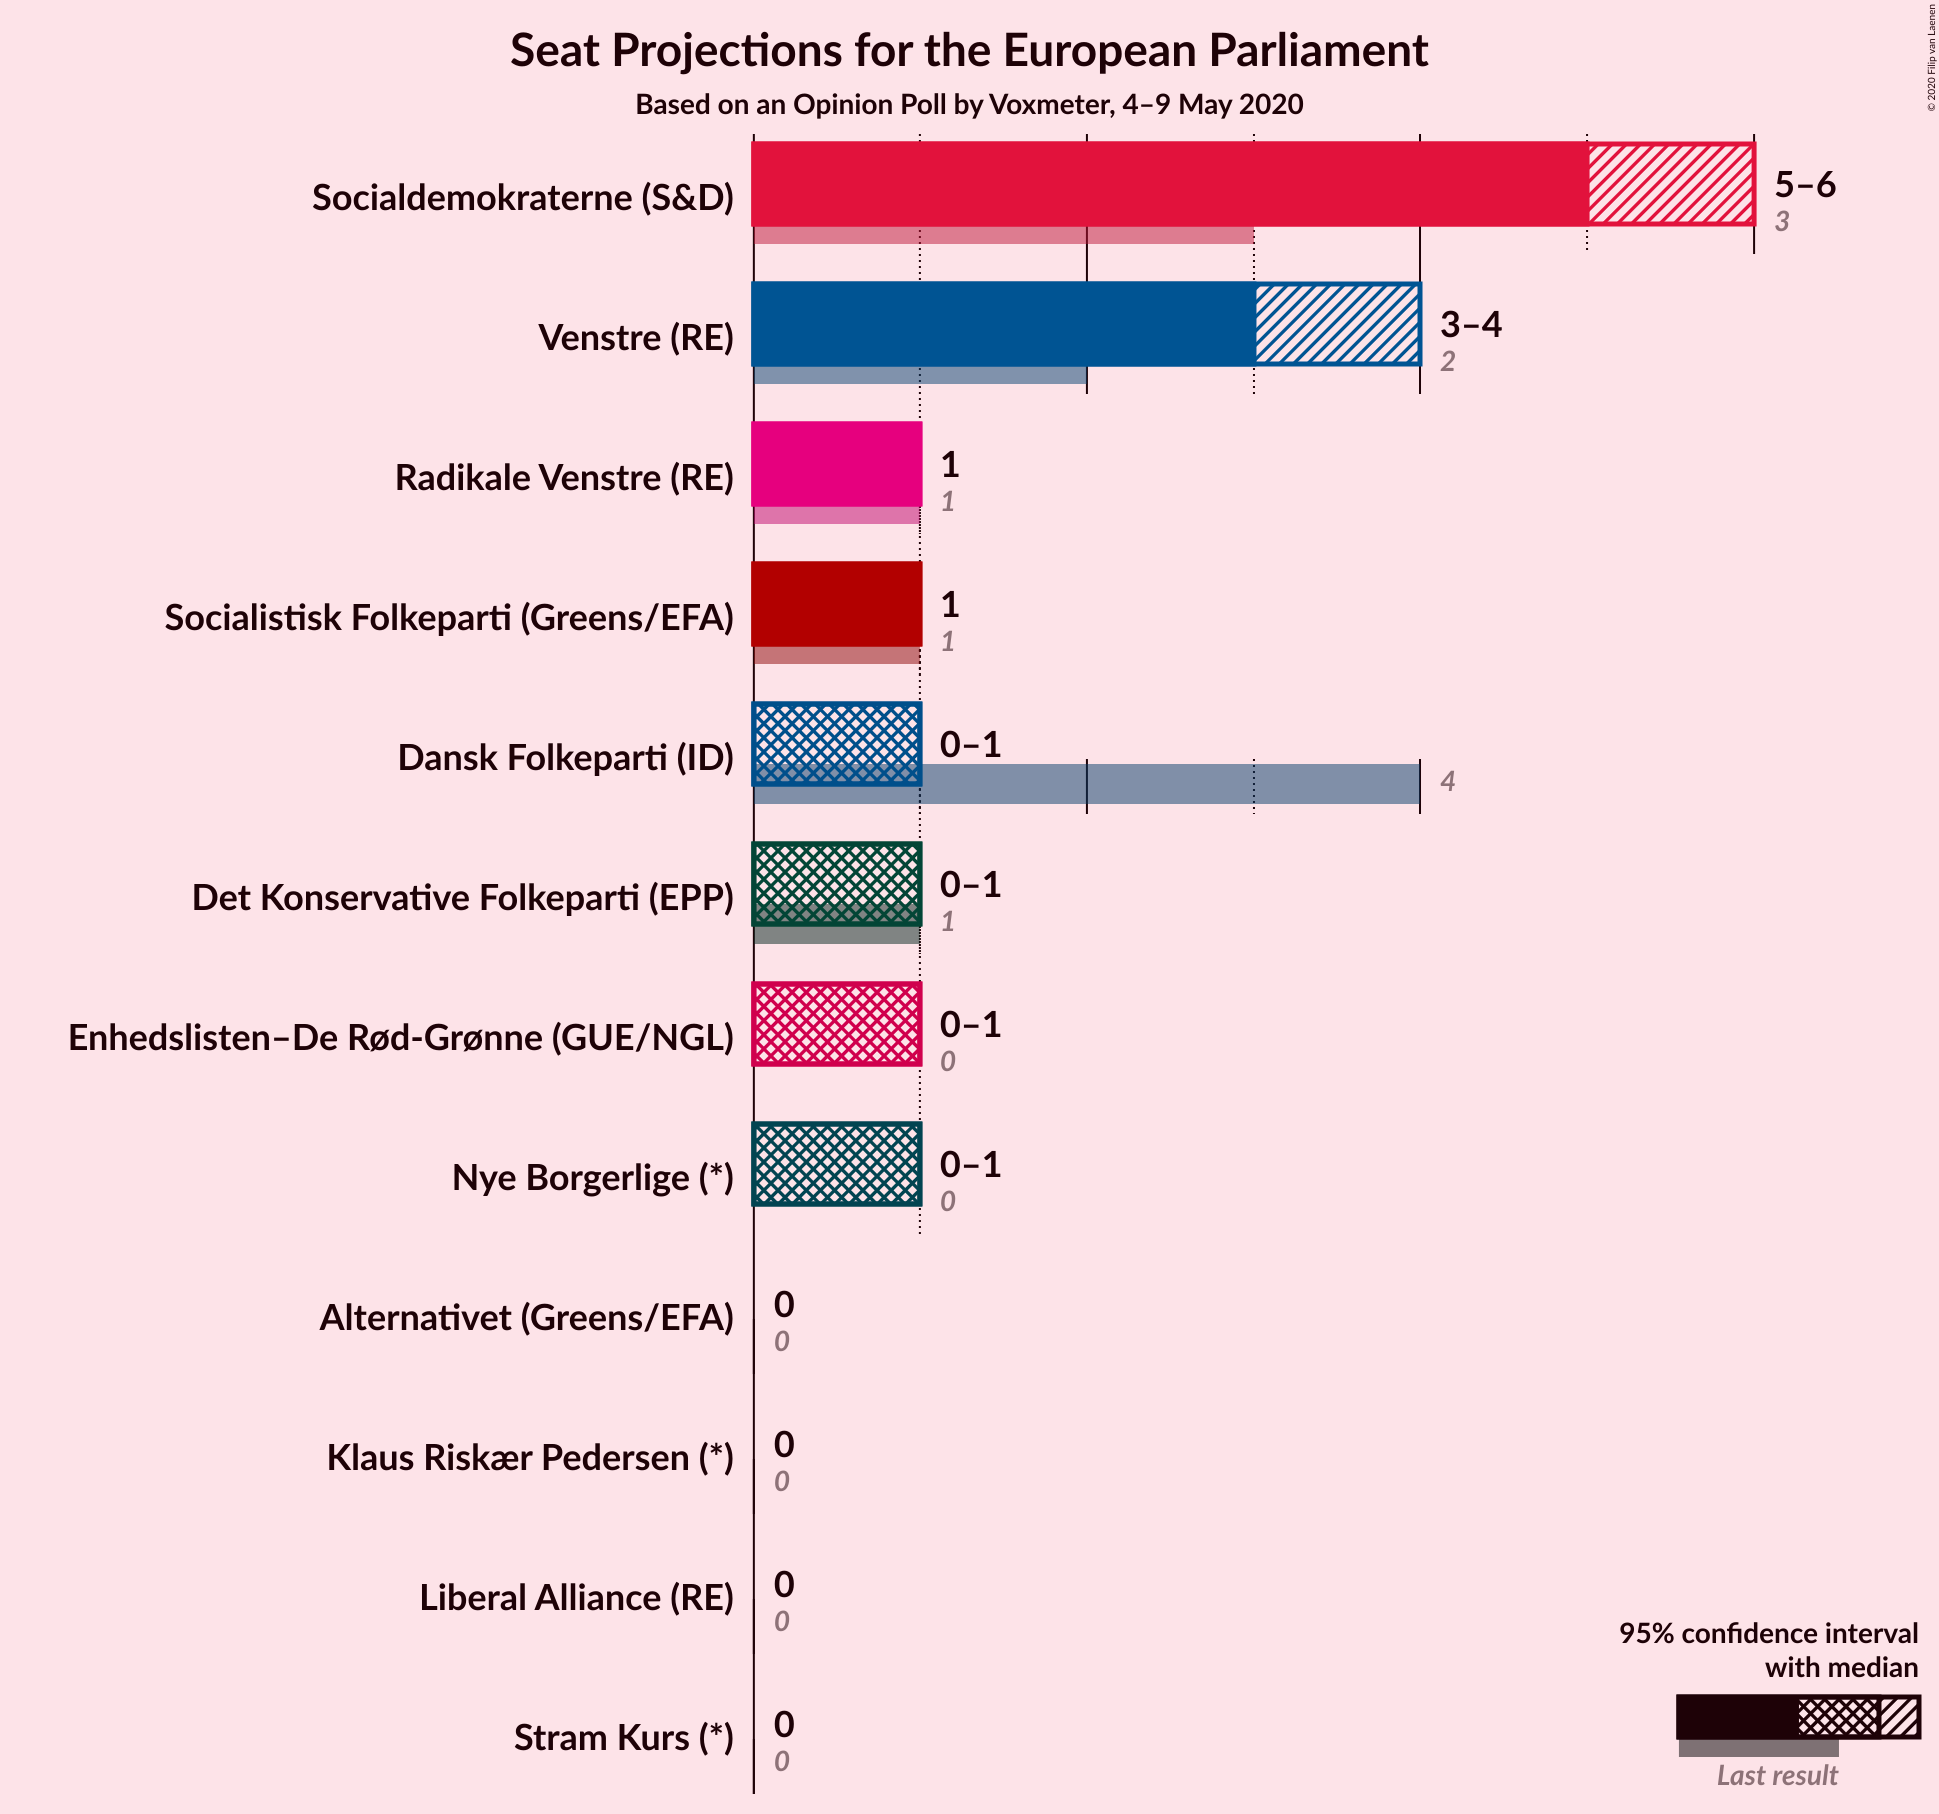 Seat Projections for the European Parliament
Based on an Opinion Poll by Voxmeter, 4–9 May 2020
© 2020 Filip van Laenen
Socialdemokraterne (S&D)
5–6
3
Venstre (RE)
3–4
2
Radikale Venstre (RE)
1
1
Socialistisk Folkeparti (Greens/EFA)
1
1
Dansk Folkeparti (ID)
0–1
4
Det Konservative Folkeparti (EPP)
0–1
1
Enhedslisten–De Rød-Grønne (GUE/NGL)
0–1
0
Nye Borgerlige (*)
0–1
0
Alternativet (Greens/EFA)
0
0
Klaus Riskær Pedersen (*)
0
0
Liberal Alliance (RE)
0
0
Stram Kurs (*)
0
0
95% confidence interval
with median
Last result